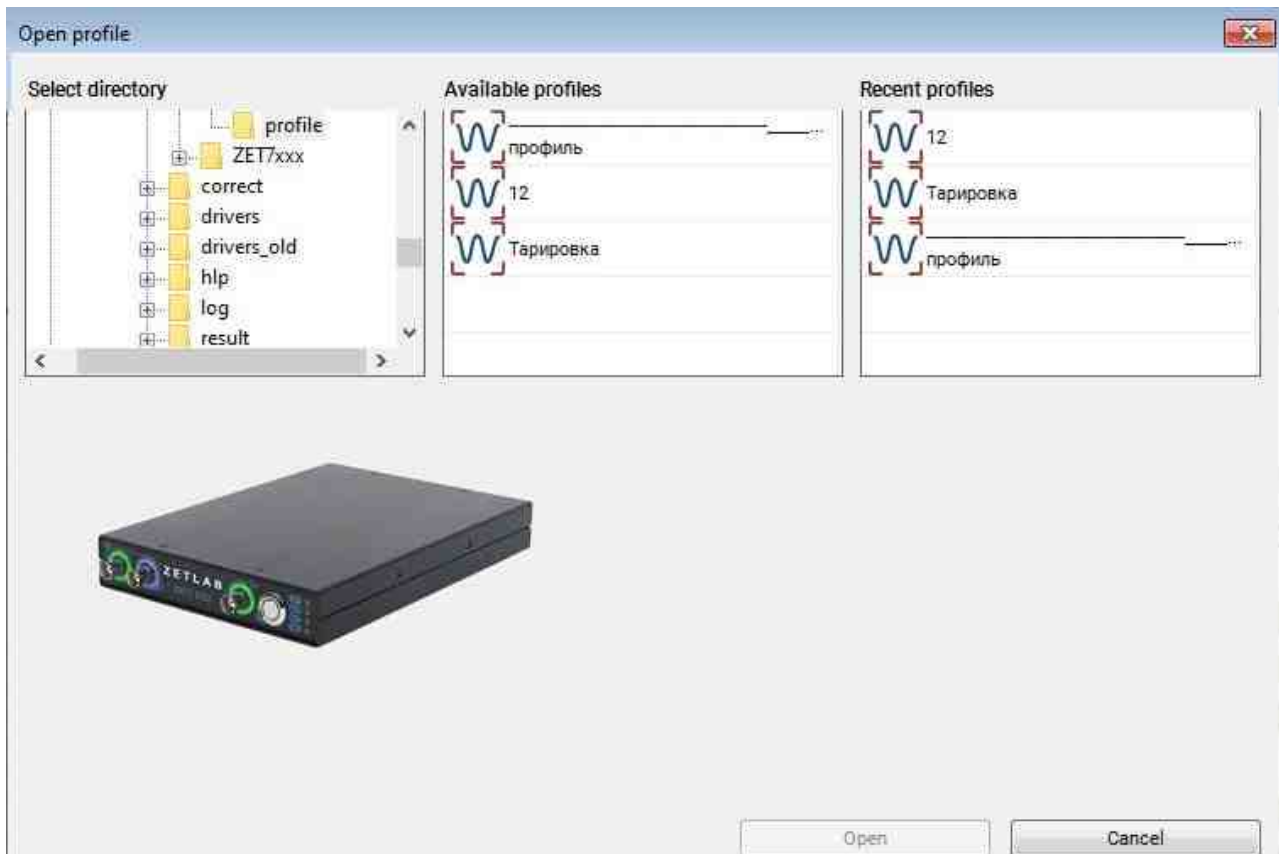 Open profile
Select directory
profile
ZET7xxx
correct
drivers
drivers_old
hlp
log
result
Available profiles
профиль
12
Тарировка
Recent profiles
12
Тарировка
профиль
ZETLAB
Open
Cancel